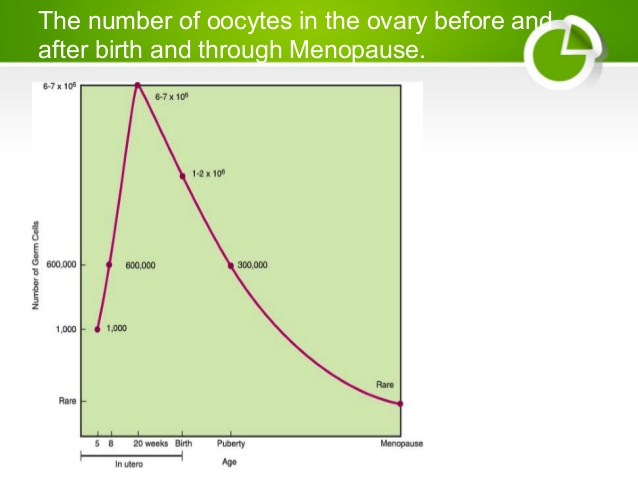 The number of oocytes in the ovary before and
after birth and through Menopause.
6-7 x 10⁶
6-7 x 10⁶
1-2 x 10⁶
Number of Germ Cells
600,000
600,000
300,000
1,000
1,000
Rare
Rare
5 8 20 weeks Birth Puberty Menopause
In utero
Age